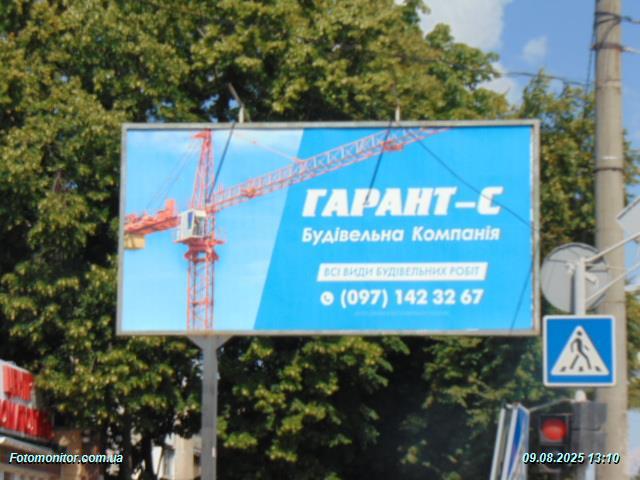 ГАРАНТ-С
Будівельна Компанія
ВСІ ВИДИ БУДІВЕЛЬНИХ РОБІТ
(097) 142 32 67
Fotomonitor.com.ua
09.08.2025 13:10